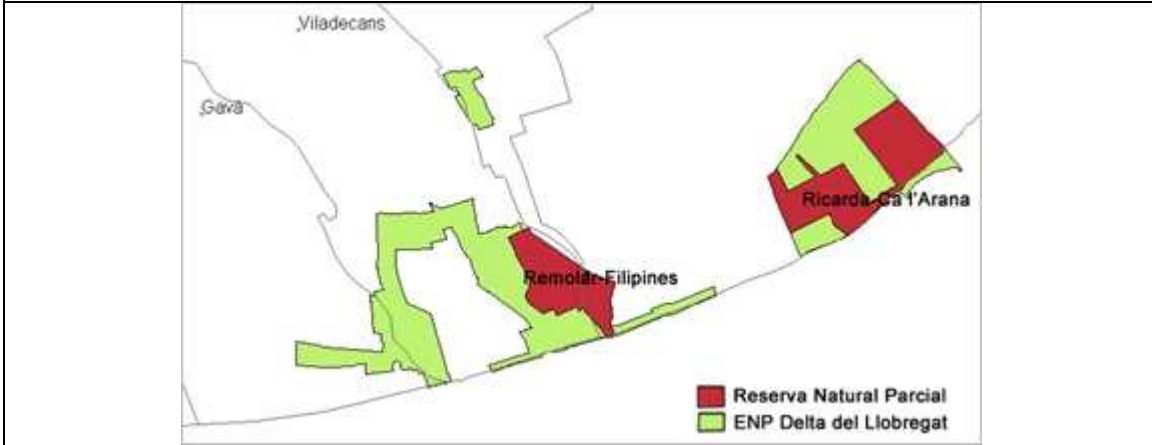 Viladecans
Gavà
Ricarda-Ca l'Arana
Remolar-Filipines
Reserva Natural Parcial
ENP Delta del Llobregat